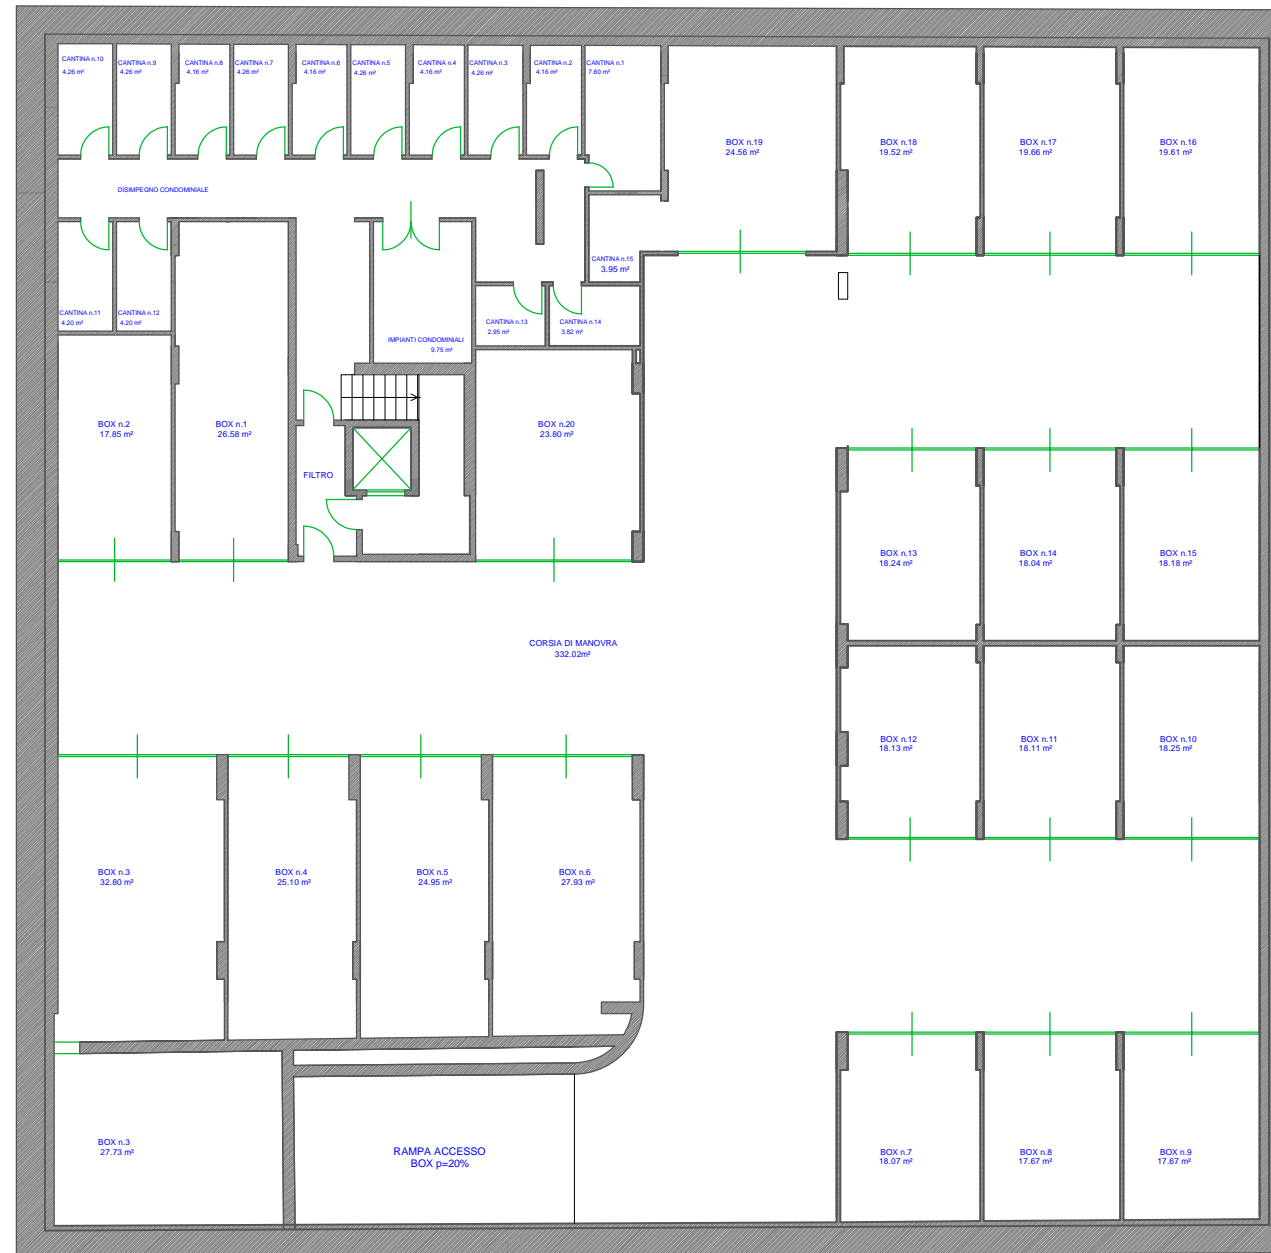 CANTINA n.10
4.26 m²
CANTINA n.9
4.26 m²
CANTINA n.8
4.16 m²
CANTINA n.7
4.26 m²
CANTINA n.6
4.16 m²
CANTINA n.5
4.26 m²
CANTINA n.4
4.16 m²
CANTINA n.3
4.26 m²
CANTINA n.2
4.16 m²
CANTINA n.1
7.60 m²
BOX n.19
24.56 m²
BOX n.18
19.52 m²
BOX n.17
19.66 m²
BOX n.16
19.61 m²
DISIMPEGNO CONDOMINIALE
CANTINA n.15
3.95 m²
CANTINA n.11
4.20 m²
CANTINA n.12
4.20 m²
CANTINA n.13
2.95 m²
CANTINA n.14
3.82 m²
IMPIANTI CONDOMINIALI
9.75 m²
BOX n.2
17.85 m²
BOX n.1
26.58 m²
FILTRO
BOX n.20
23.80 m²
BOX n.13
18.24 m²
BOX n.14
18.04 m²
BOX n.15
18.18 m²
CORSIA DI MANOVRA
332.02m²
BOX n.12
18.13 m²
BOX n.11
18.11 m²
BOX n.10
18.25 m²
BOX n.3
32.80 m²
BOX n.4
25.10 m²
BOX n.5
24.95 m²
BOX n.6
27.93 m²
BOX n.3
27.73 m²
RAMPA ACCESSO
BOX p=20%
BOX n.7
18.07 m²
BOX n.8
17.67 m²
BOX n.9
17.67 m²